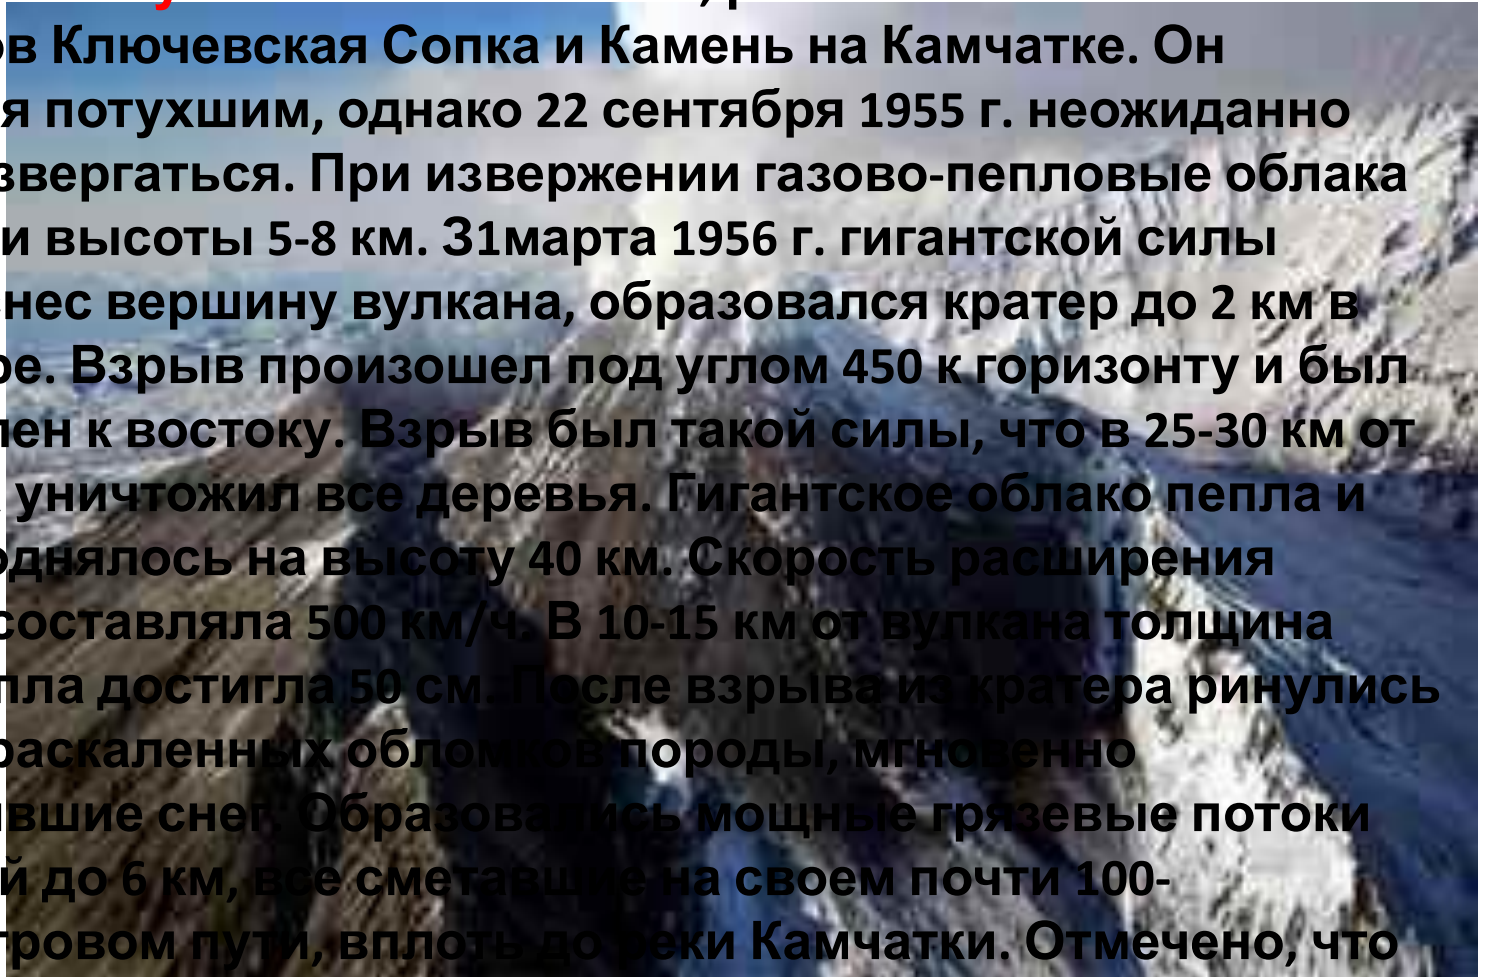 ов Ключевская Сопка и Камень на Камчатке. Он
я потухшим, однако 22 сентября 1955 г. неожиданно
звергаться. При извержении газово-пепловые облака
и высоты 5-8 км. 31марта 1956 г. гигантской силы
нес вершину вулкана, образовался кратер до 2 км в
ре. Взрыв произошел под углом 450 к горизонту и был
лен к востоку. Взрыв был такой силы, что в 25-30 км от
уничтожил все деревья. Гигантское облако пепла и
однялось на высоту 40 км. Скорость расширения
составляла 500 км/ч. В 10-15 км от вулкана толщина
пла достигла 50 см. После взрыва из кратера ринулись
раскаленных обломков породы, мгновенно
вшие снег. Образовались мощные грязевые потоки
й до 6 км, все сметавшие на своем почти 100-
тровом пути, вплоть до реки Камчатки. Отмечено, что